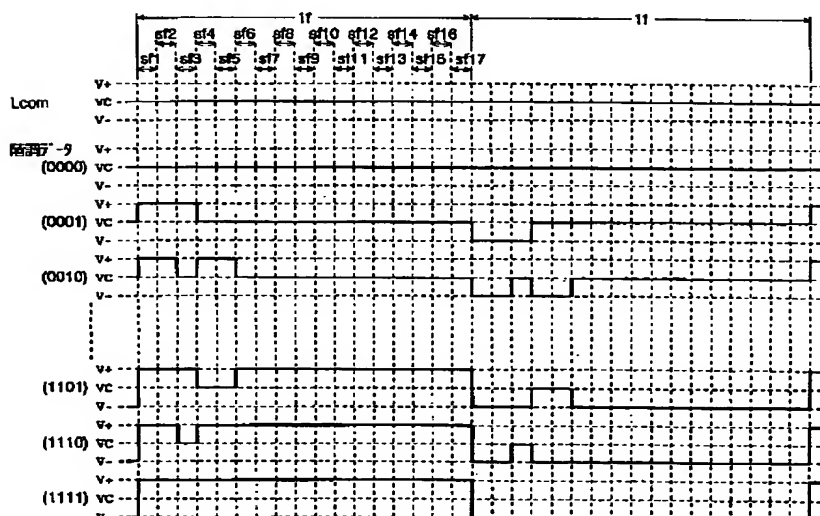 1f 1f
sf2 sf4 sf6 sf8 sf10 sf12 sf14 sf16
sf1 sf3 sf5 sf7 sf9 sf11 sf13 sf15 sf17
V+
Lcom VC
V-
階調データ V+
(0000) VC
V-
V+
(0001) VC
V-
V+
(0010) VC
V-
V+
(1101) VC
V-
V+
(1110) VC
V-
V+
(1111) VC
V-